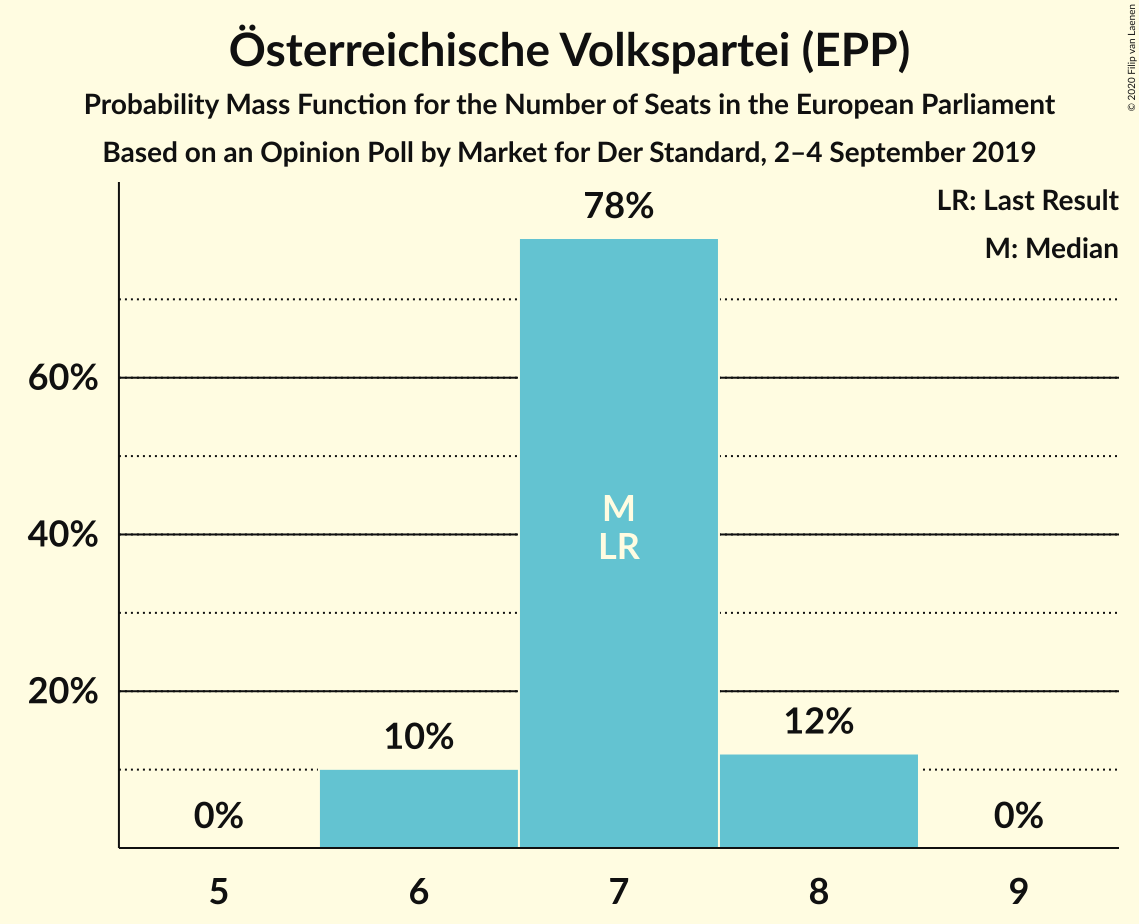 Österreichische Volkspartei (EPP)
Probability Mass Function for the Number of Seats in the European Parliament
Based on an Opinion Poll by Market for Der Standard, 2–4 September 2019
© 2020 Filip van Laenen
LR: Last Result
M: Median
78%
60%
M
40%
LR
20%
10%
12%
0%
0%
5
6
7
8
9